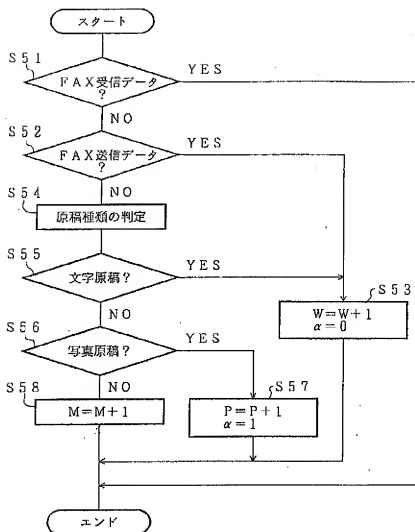 スタート
S51
FAX受信データ
?
YES
NO
S52
FAX送信データ
?
YES
NO
S54
原稿種類の判定
S55
文字原稿?
YES
NO
S53
W=W+1
α=0
S56
写真原稿?
YES
NO
S58
M=M+1
S57
P=P+1
α=1
エンド